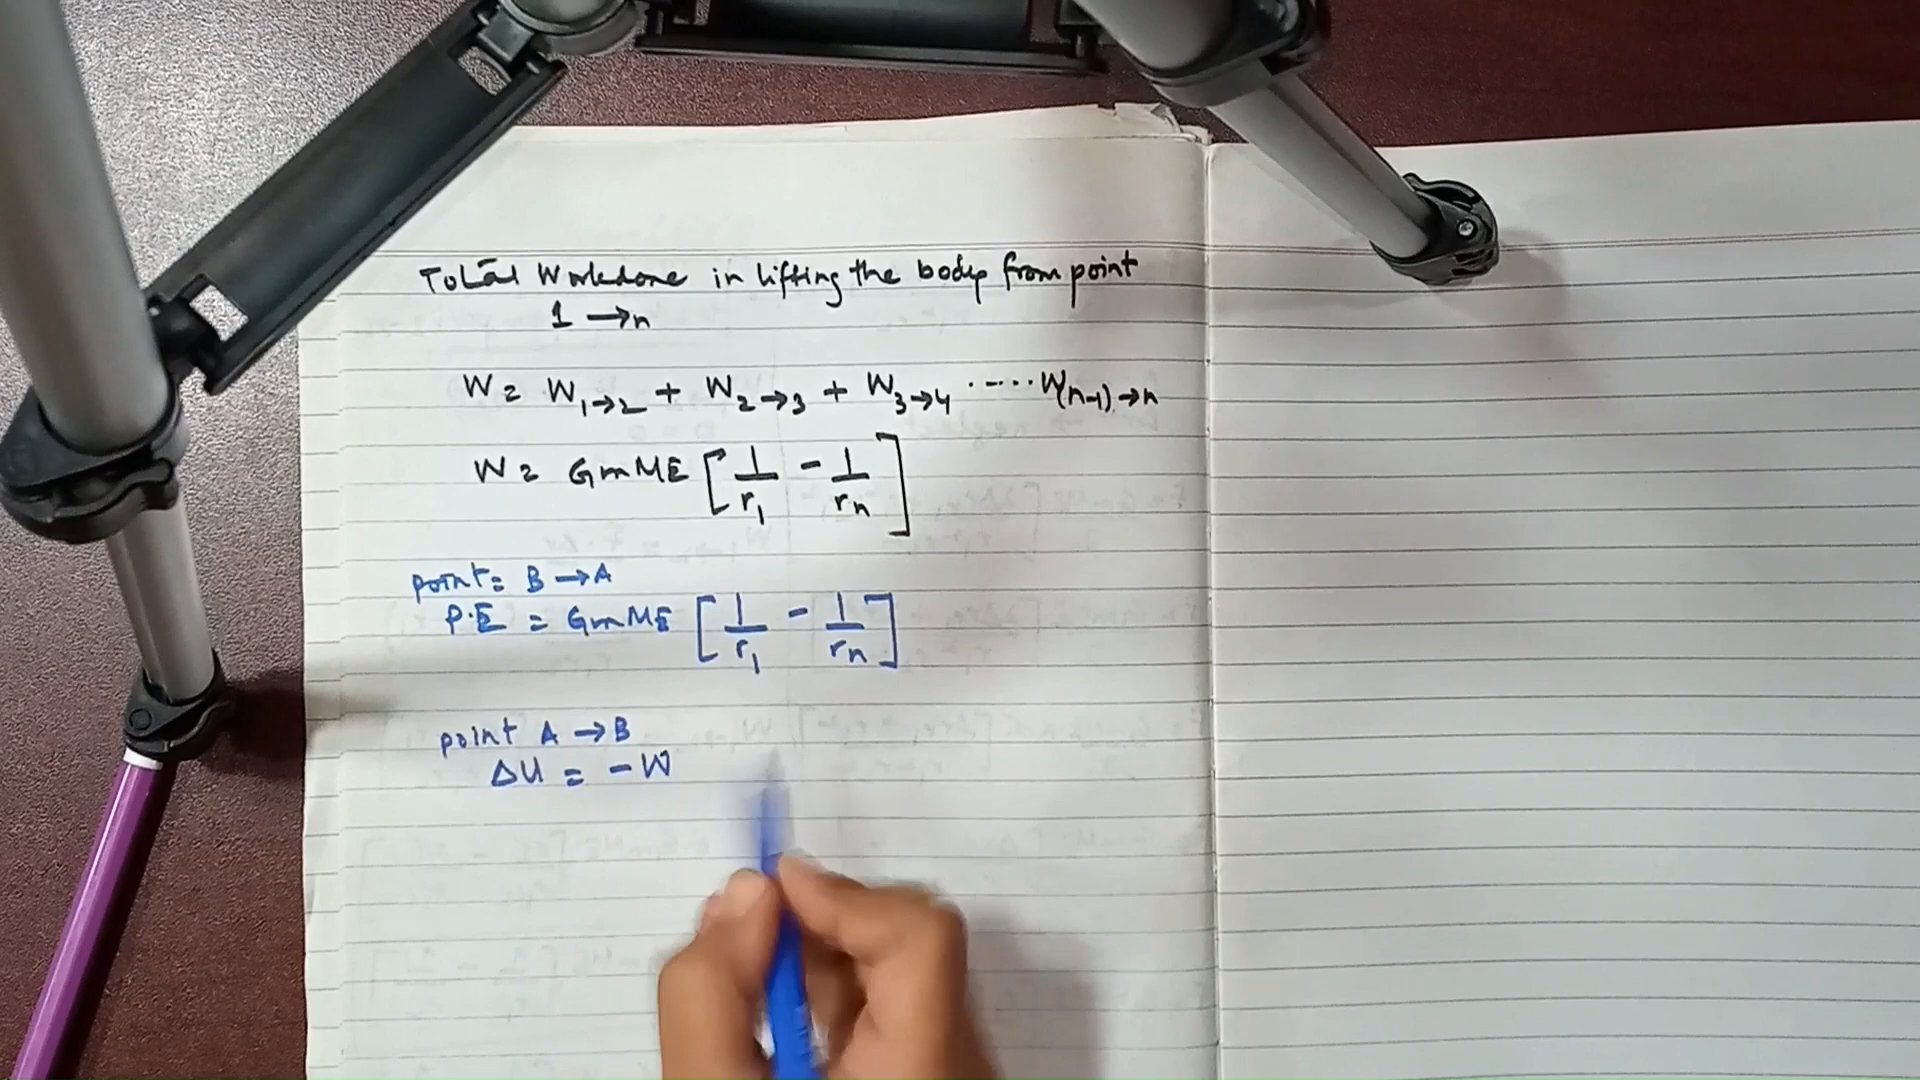 Total Workdone in lifting the body from point
1 → n
W = W1→2 + W2→3 + W3→4 ...... W(n-1)→n
W = GmME [1/r1 - 1/rn]
point = B → A
P.E = GmME [1/r1 - 1/rn]
point A → B
ΔU = -W